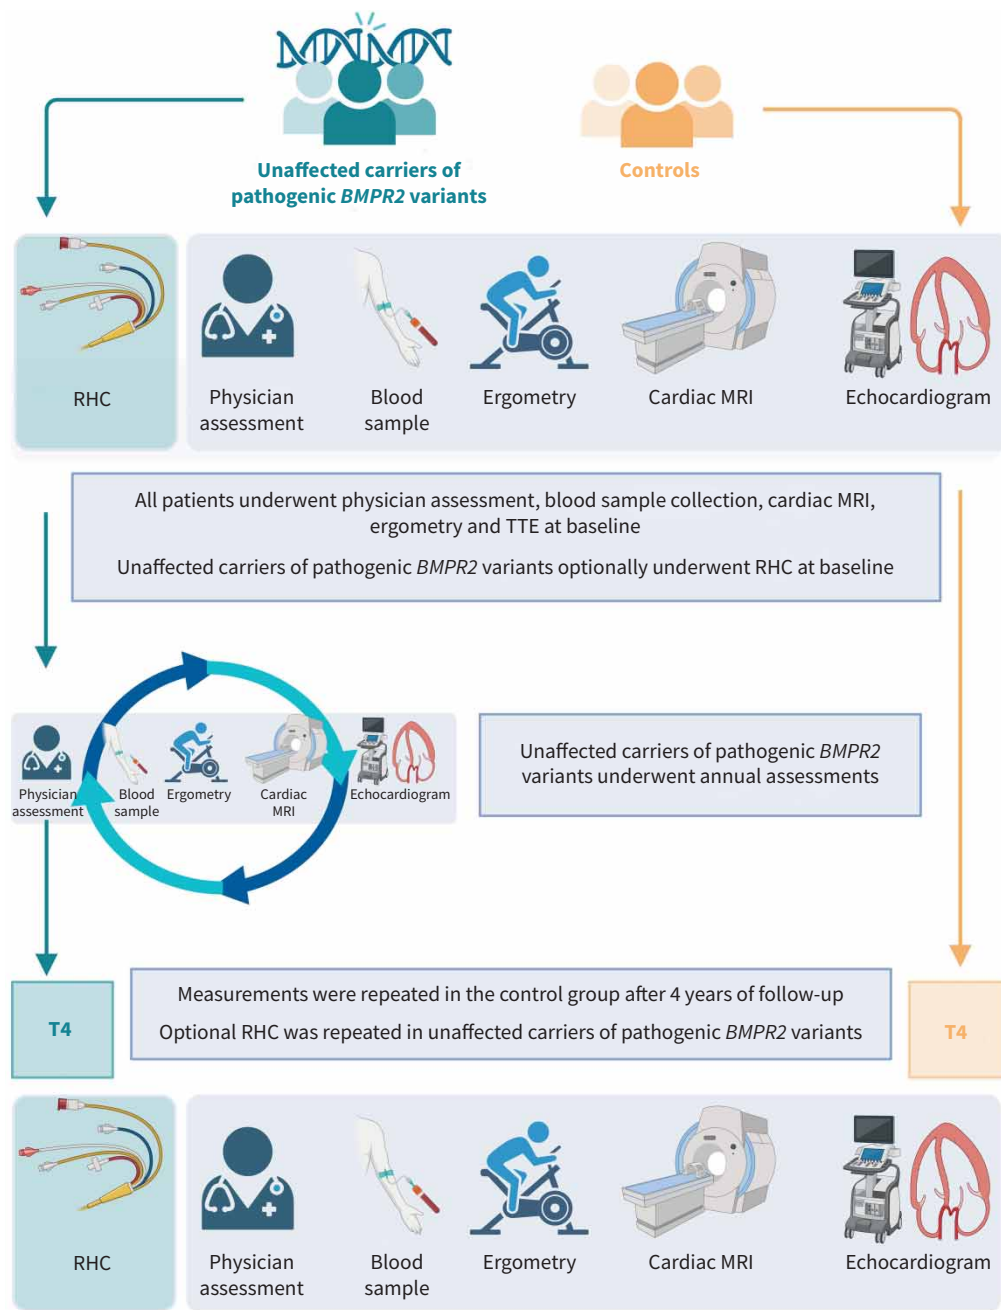 Unaffected carriers of
pathogenic BMPR2 variants
Controls
RHC
Physician
assessment
Blood
sample
Ergometry
Cardiac MRI
Echocardiogram
All patients underwent physician assessment, blood sample collection, cardiac MRI,
ergometry and TTE at baseline
Unaffected carriers of pathogenic BMPR2 variants optionally underwent RHC at baseline
Physician
assessment
Blood
sample
Ergometry
Cardiac
MRI
Echocardiogram
Unaffected carriers of pathogenic BMPR2
variants underwent annual assessments
T4
Measurements were repeated in the control group after 4 years of follow-up
Optional RHC was repeated in unaffected carriers of pathogenic BMPR2 variants
T4
RHC
Physician
assessment
Blood
sample
Ergometry
Cardiac MRI
Echocardiogram